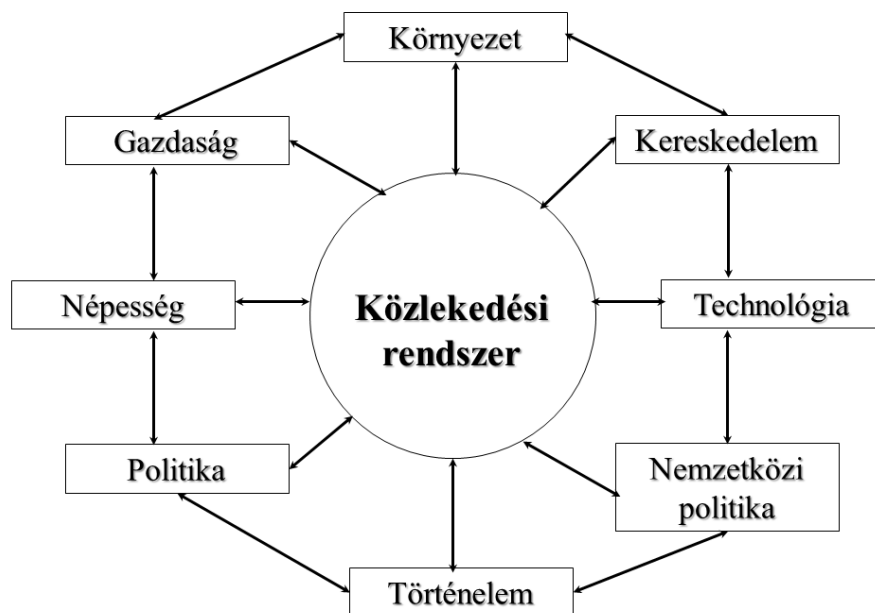 Környezet
Gazdaság
Kereskedelem
Népesség
Közlekedési
rendszer
Technológia
Politika
Nemzetközi
politika
Történelem